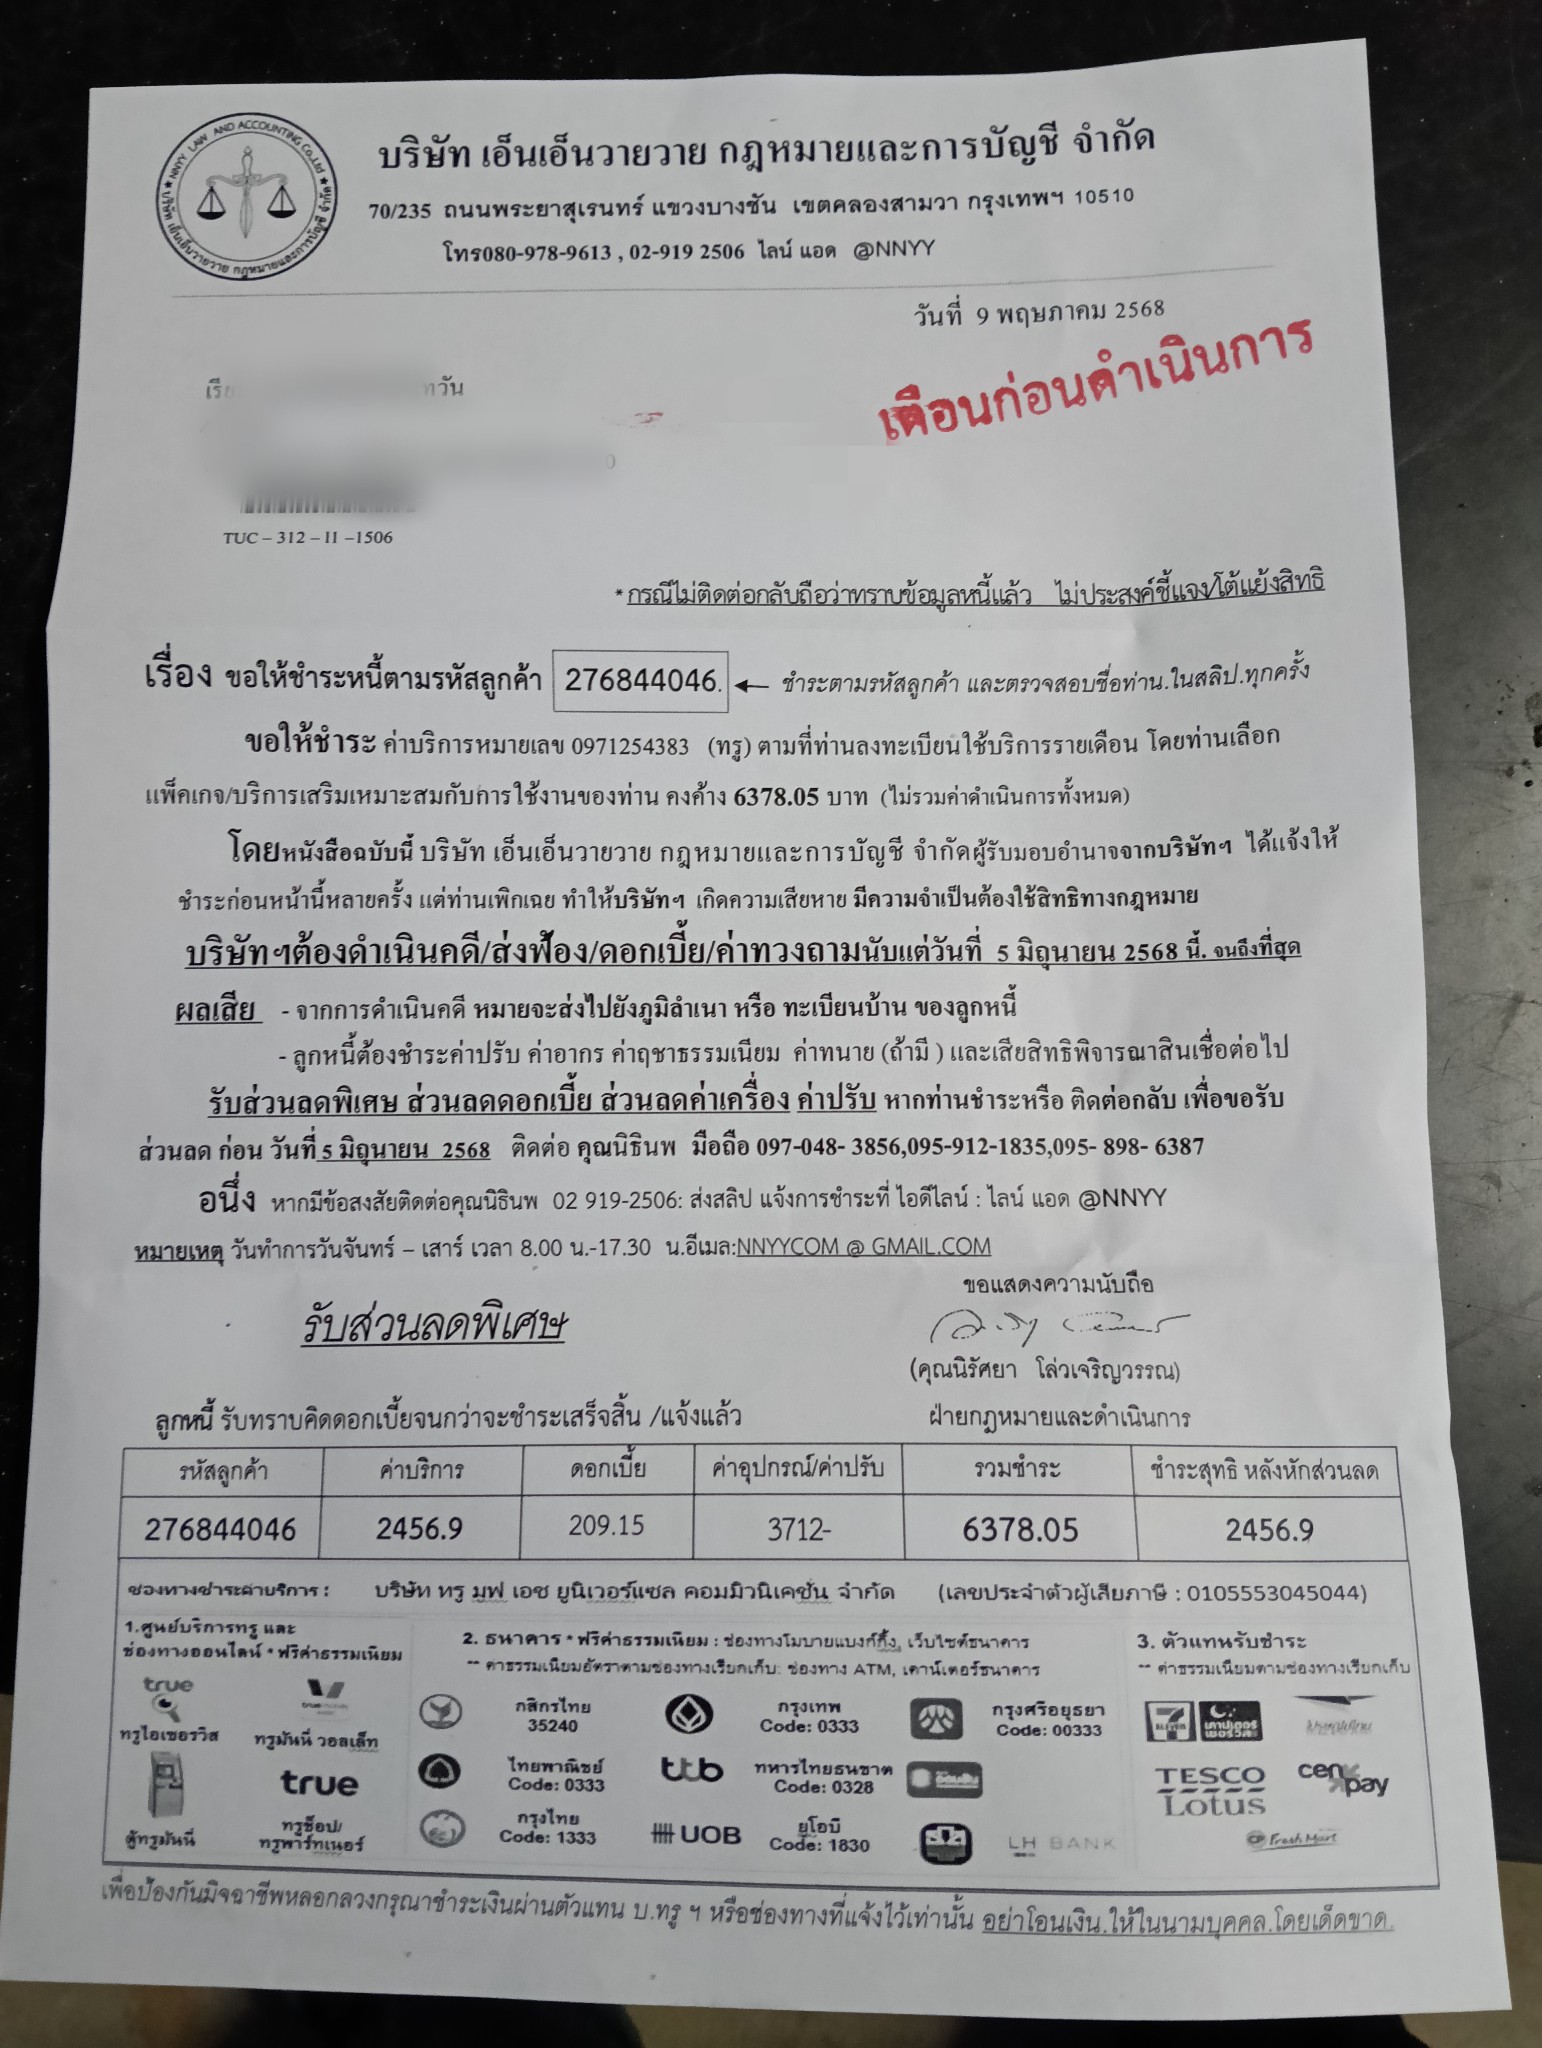 NNYY LAW AND ACCOUNTING Co.,Ltd
บริษัท เอ็นเอ็นวายวาย กฎหมายและการบัญชี จำกัด
บริษัท เอ็นเอ็นวายวาย กฎหมายและการบัญชี จำกัด
70/235 ถนนพระยาสุเรนทร์ แขวงบางชัน เขตคลองสามวา กรุงเทพฯ 10510
โทร080-978-9613 , 02-919 2506 ไลน์ แอด @NNYY
วันที่ 9 พฤษภาคม 2568
เตือนก่อนดำเนินการ
TUC – 312 – II –1506
*กรณีไม่ติดต่อกลับถือว่าทราบข้อมูลหนี้แล้ว ไม่ประสงค์ชี้แจง/โต้แย้งสิทธิ
เรื่อง ขอให้ชำระหนี้ตามรหัสลูกค้า 276844046. ← ชำระตามรหัสลูกค้า และตรวจสอบชื่อท่าน.ในสลิป.ทุกครั้ง
ขอให้ชำระ ค่าบริการหมายเลข 0971254383 (ทรู) ตามที่ท่านลงทะเบียนใช้บริการรายเดือน โดยท่านเลือก
แพ็คเกจ/บริการเสริมเหมาะสมกับการใช้งานของท่าน คงค้าง 6378.05 บาท (ไม่รวมค่าดำเนินการทั้งหมด)
โดยหนังสือฉบับนี้ บริษัท เอ็นเอ็นวายวาย กฎหมายและการบัญชี จำกัดผู้รับมอบอำนาจจากบริษัทฯ ได้แจ้งให้
ชำระก่อนหน้านี้หลายครั้ง แต่ท่านเพิกเฉย ทำให้บริษัทฯ เกิดความเสียหาย มีความจำเป็นต้องใช้สิทธิทางกฎหมาย
บริษัทฯต้องดำเนินคดี/ส่งฟ้อง/ดอกเบี้ย/ค่าทวงถามนับแต่วันที่ 5 มิถุนายน 2568 นี้. จนถึงที่สุด
ผลเสีย - จากการดำเนินคดี หมายจะส่งไปยังภูมิลำเนา หรือ ทะเบียนบ้าน ของลูกหนี้
- ลูกหนี้ต้องชำระค่าปรับ ค่าอากร ค่าฤชาธรรมเนียม ค่าทนาย (ถ้ามี ) และเสียสิทธิพิจารณาสินเชื่อต่อไป
รับส่วนลดพิเศษ ส่วนลดดอกเบี้ย ส่วนลดค่าเครื่อง ค่าปรับ หากท่านชำระหรือ ติดต่อกลับ เพื่อขอรับ
ส่วนลด ก่อน วันที่ 5 มิถุนายน 2568 ติดต่อ คุณนิธินพ มือถือ 097-048- 3856,095-912-1835,095- 898- 6387
อนึ่ง หากมีข้อสงสัยติดต่อคุณนิธินพ 02 919-2506: ส่งสลิป แจ้งการชำระที่ ไอดีไลน์ : ไลน์ แอด @NNYY
หมายเหตุ วันทำการวันจันทร์ – เสาร์ เวลา 8.00 น.-17.30 น.อีเมล:NNYYCOM @ GMAIL.COM
ขอแสดงความนับถือ
รับส่วนลดพิเศษ
(คุณนิรัศยา โล่วเจริญวรรณ)
ลูกหนี้ รับทราบคิดดอกเบี้ยจนกว่าจะชำระเสร็จสิ้น /แจ้งแล้ว ฝ่ายกฎหมายและดำเนินการ
รหัสลูกค้า ค่าบริการ ดอกเบี้ย ค่าอุปกรณ์/ค่าปรับ รวมชำระ ชำระสุทธิ หลังหักส่วนลด
276844046 2456.9 209.15 3712- 6378.05 2456.9
ช่องทางชำระค่าบริการ : บริษัท ทรู มูฟ เอช ยูนิเวอร์แซล คอมมิวนิเคชั่น จำกัด (เลขประจำตัวผู้เสียภาษี : 0105553045044)
1.ศูนย์บริการทรู และ
ช่องทางออนไลน์ *ฟรีค่าธรรมเนียม
true
ทรูไอเซอร์วิส
ทรูมันนี่ วอลเล็ท
true
ตู้ทรูมันนี่
ทรูช็อป/
ทรูพาร์ทเนอร์
2. ธนาคาร *ฟรีค่าธรรมเนียม : ช่องทางโมบายแบงก์กิ้ง, เว็บไซต์ธนาคาร
** ค่าธรรมเนียมอัตราตามช่องทางเรียกเก็บ: ช่องทาง ATM, เคาน์เตอร์ธนาคาร
กสิกรไทย
35240
กรุงเทพ
Code: 0333
กรุงศรีอยุธยา
Code: 00333
ไทยพาณิชย์
Code: 0333
ttb
ทหารไทยธนชาต
Code: 0328
กรุงไทย
Code: 1333
UOB
ยูโอบี
Code: 1830
LH BANK
3. ตัวแทนรับชำระ
** ค่าธรรมเนียมตามช่องทางเรียกเก็บ
7 ELEVEN
เคาน์เตอร์
เซอร์วิส
TESCO
Lotus
cenpay
CP Fresh Mart
เพื่อป้องกันมิจฉาชีพหลอกลวงกรุณาชำระเงินผ่านตัวแทน บ.ทรู ฯ หรือช่องทางที่แจ้งไว้เท่านั้น อย่าโอนเงิน.ให้ในนามบุคคล.โดยเด็ดขาด.